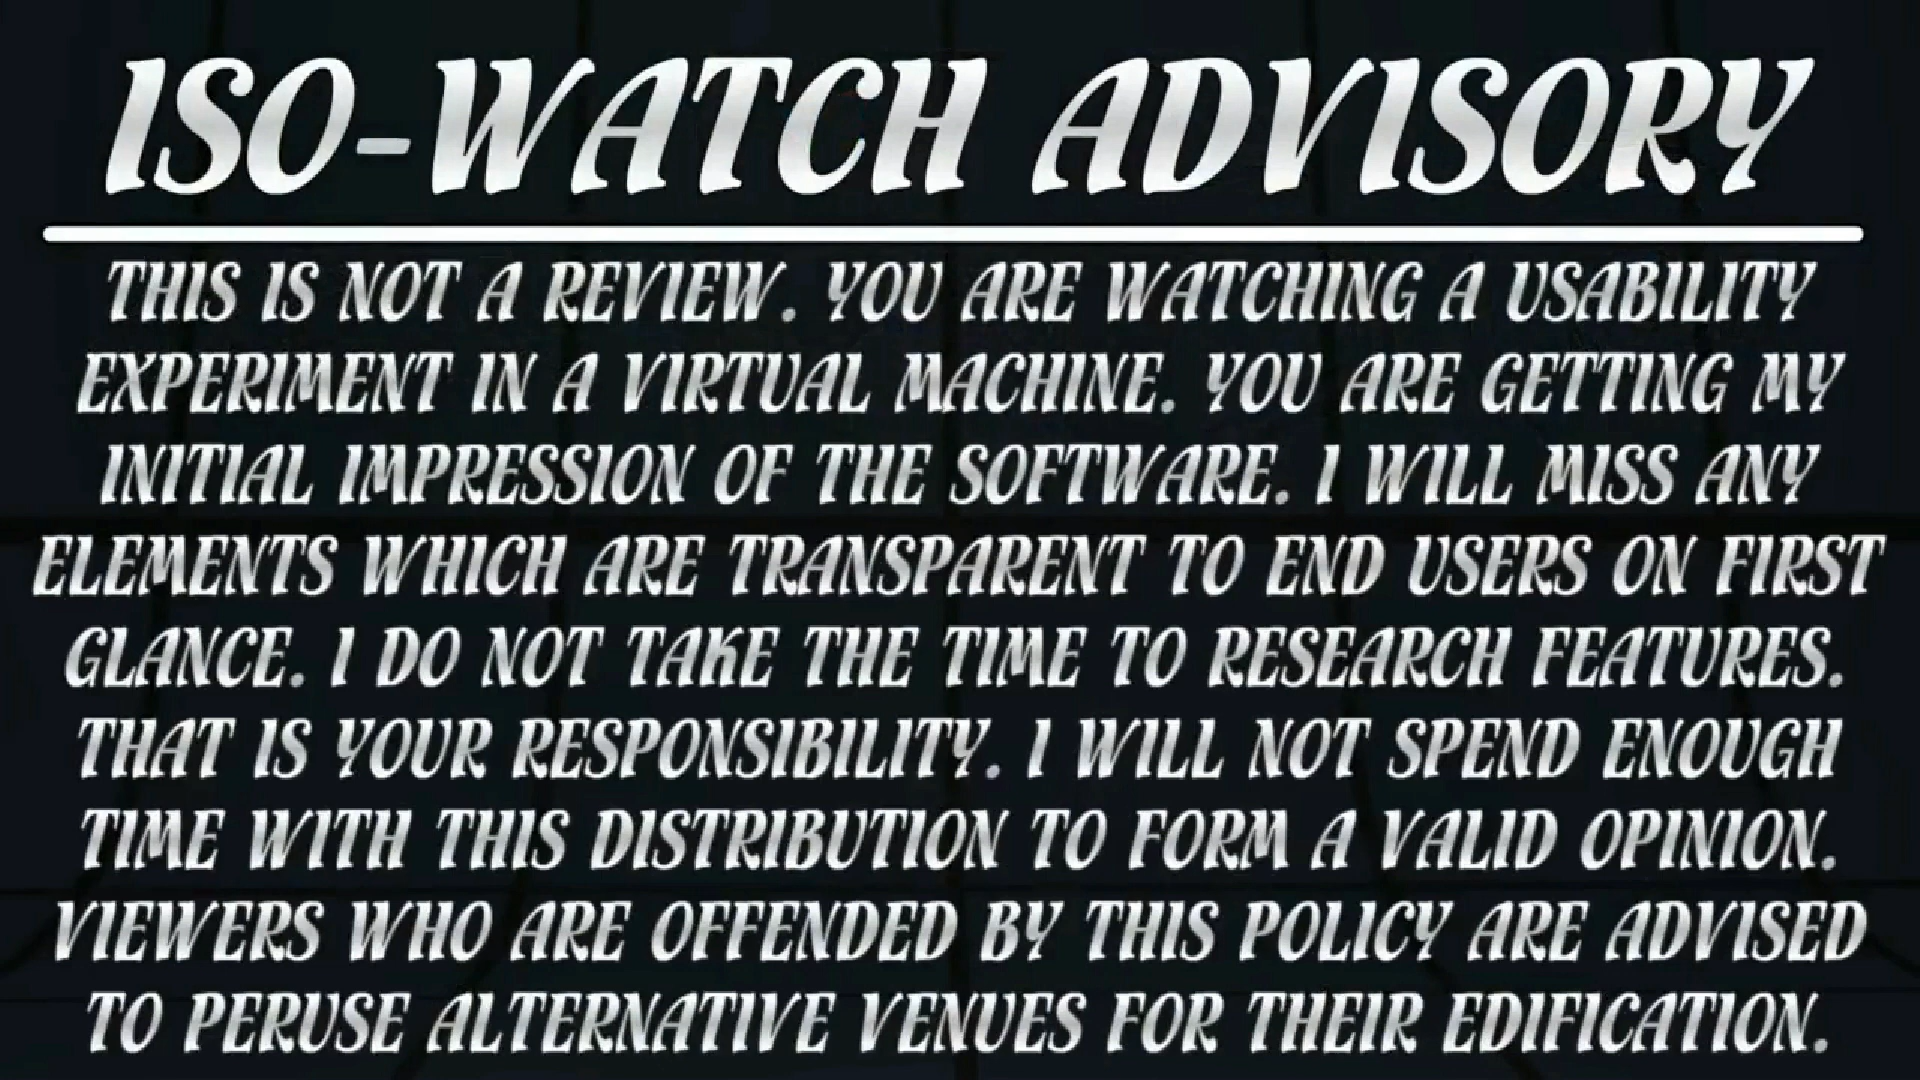 ISO-WATCH ADVISORY
THIS IS NOT A REVIEW. YOU ARE WATCHING A USABILITY
EXPERIMENT IN A VIRTUAL MACHINE. YOU ARE GETTING MY
INITIAL IMPRESSION OF THE SOFTWARE. I WILL MISS ANY
ELEMENTS WHICH ARE TRANSPARENT TO END USERS ON FIRST
GLANCE. I DO NOT TAKE THE TIME TO RESEARCH FEATURES.
THAT IS YOUR RESPONSIBILITY. I WILL NOT SPEND ENOUGH
TIME WITH THIS DISTRIBUTION TO FORM A VALID OPINION.
VIEWERS WHO ARE OFFENDED BY THIS POLICY ARE ADVISED
TO PERUSE ALTERNATIVE VENUES FOR THEIR EDIFICATION.